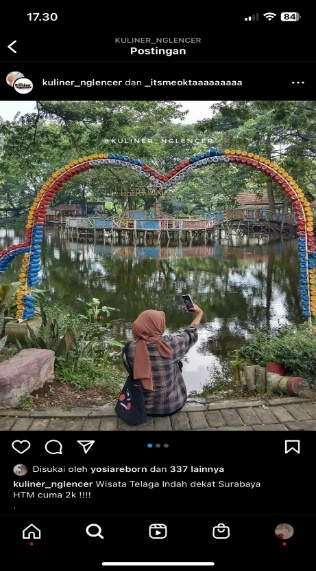 17.30
84
KULINER_NGLENCER
Postingan
kuliner_nglencer dan _itsmeoktaaaaaaaaa
@KULINER_NGLENCER
Disukai oleh yosiareborn dan 337 lainnya
kuliner_nglencer Wisata Telaga Indah dekat Surabaya
HTM cuma 2k !!!!
.